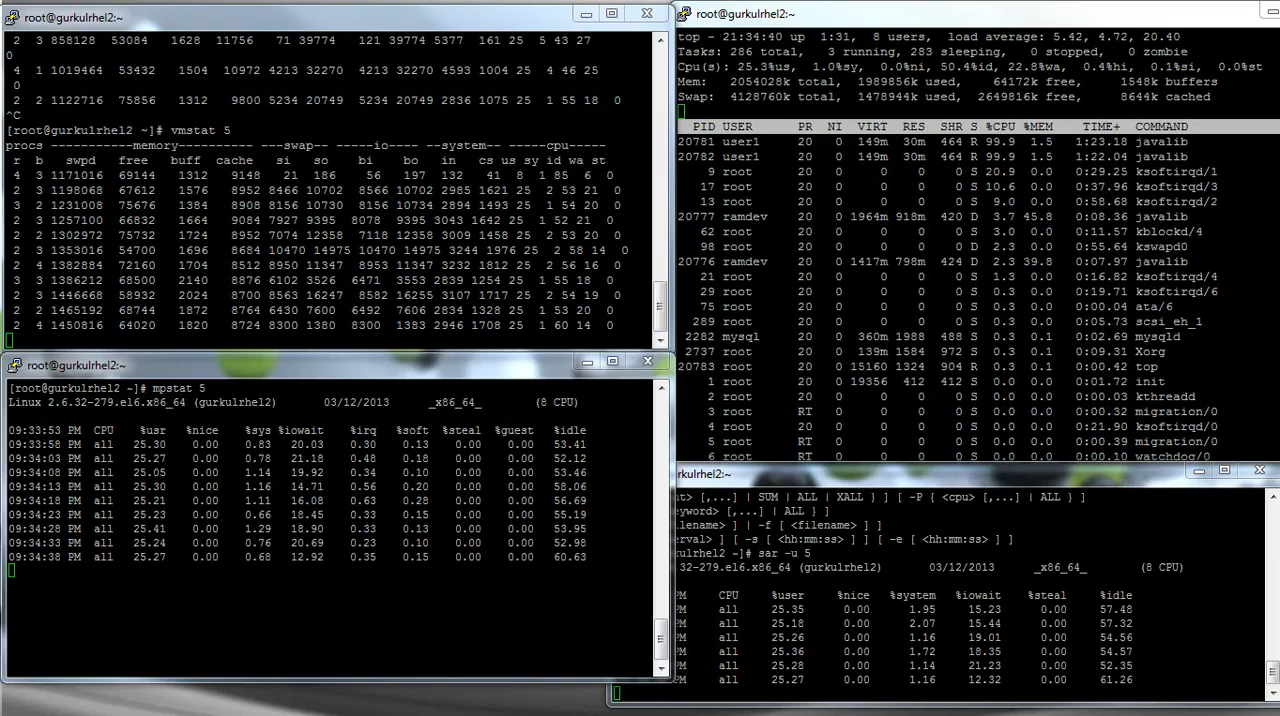 root@gurkulrhel2:~
2 3 858128 53084 1628 11756 71 39774 121 39774 5377 161 25 5 43 27
0
4 1 1019464 53432 1504 10972 4213 32270 4213 32270 4593 1004 25 4 46 25
0
2 2 1122716 75856 1312 9800 5234 20749 5234 20749 2836 1075 25 1 55 18 0
^C
[root@gurkulrhel2 ~]# vmstat 5
procs -----------memory---------- ---swap-- -----io---- --system-- -----cpu-----
r b swpd free buff cache si so bi bo in cs us sy id wa st
4 3 1171016 69144 1312 9148 21 186 56 197 132 41 8 1 85 6 0
2 3 1198068 67612 1576 8952 8466 10702 8566 10702 2985 1621 25 2 53 21 0
2 3 1231008 75676 1384 8908 8156 10730 8156 10734 2894 1493 25 1 54 20 0
2 3 1257100 66832 1664 9084 7927 9395 8078 9395 3043 1642 25 1 52 21 0
2 2 1302972 75732 1724 8952 7074 12358 7118 12358 3009 1458 25 1 53 21 0
2 3 1353016 54700 1696 8684 10470 14975 10470 14975 3244 1976 25 2 58 14 0
2 4 1382884 72160 1704 8512 8950 11347 8953 11347 3232 1812 25 2 56 16 0
2 3 1386212 68500 2140 8876 6102 3526 6471 3553 2839 1254 25 1 55 18 0
2 3 1446668 58932 2024 8700 8563 16247 8582 16255 3107 1717 25 2 54 19 0
2 2 1465192 68744 1872 8764 6430 7600 6492 7606 2834 1328 25 1 53 20 0
2 4 1450816 64020 1820 8724 8300 1380 8300 1383 2946 1708 25 1 60 14 0
root@gurkulrhel2:~
top - 21:34:40 up 1:31, 8 users, load average: 5.42, 4.72, 20.40
Tasks: 286 total, 3 running, 283 sleeping, 0 stopped, 0 zombie
Cpu(s): 25.3%us, 1.0%sy, 0.0%ni, 50.4%id, 22.8%wa, 0.4%hi, 0.1%si, 0.0%st
Mem: 2054028k total, 1989856k used, 64172k free, 1548k buffers
Swap: 4128760k total, 1478944k used, 2649816k free, 8644k cached
PID USER PR NI VIRT RES SHR S %CPU %MEM TIME+ COMMAND
20781 user1 20 0 149m 30m 464 R 99.9 1.5 1:23.18 javalib
20782 user1 20 0 149m 30m 464 R 99.9 1.5 1:22.04 javalib
9 root 20 0 0 0 0 S 20.9 0.0 0:29.25 ksoftirqd/1
17 root 20 0 0 0 0 S 10.6 0.0 0:37.96 ksoftirqd/3
13 root 20 0 0 0 0 S 9.0 0.0 0:58.68 ksoftirqd/2
20777 ramdev 20 0 1964m 918m 420 D 3.7 45.8 0:08.36 javalib
62 root 20 0 0 0 0 S 3.0 0.0 0:11.57 kblockd/4
98 root 20 0 0 0 0 D 2.3 0.0 0:55.64 kswapd0
20776 ramdev 20 0 1417m 798m 424 D 2.3 39.8 0:07.97 javalib
21 root 20 0 0 0 0 S 1.3 0.0 0:16.82 ksoftirqd/4
29 root 20 0 0 0 0 S 0.3 0.0 0:19.71 ksoftirqd/6
75 root 20 0 0 0 0 S 0.3 0.0 0:00.04 ata/6
289 root 20 0 0 0 0 S 0.3 0.0 0:05.73 scsi_eh_1
2282 mysql 20 0 360m 1988 488 S 0.3 0.1 0:02.69 mysqld
2737 root 20 0 139m 1584 972 S 0.3 0.1 0:09.31 Xorg
20783 root 20 0 15160 1324 904 R 0.3 0.1 0:00.46 top
1 root 20 0 19356 412 412 S 0.0 0.0 0:01.72 init
2 root 20 0 0 0 0 S 0.0 0.0 0:00.03 kthreadd
3 root RT 0 0 0 0 S 0.0 0.0 0:00.32 migration/0
4 root 20 0 0 0 0 S 0.0 0.0 0:21.90 ksoftirqd/0
5 root RT 0 0 0 0 S 0.0 0.0 0:00.39 migration/0
6 root RT 0 0 0 0 S 0.0 0.0 0:00.10 watchdog/0
root@gurkulrhel2:~
[root@gurkulrhel2 ~]# mpstat 5
Linux 2.6.32-279.el6.x86_64 (gurkulrhel2) 03/12/2013 _x86_64_ (8 CPU)
09:33:53 PM CPU %usr %nice %sys %iowait %irq %soft %steal %guest %idle
09:33:58 PM all 25.30 0.00 0.83 20.03 0.30 0.13 0.00 0.00 53.41
09:34:03 PM all 25.27 0.00 0.78 21.18 0.48 0.18 0.00 0.00 52.12
09:34:08 PM all 25.05 0.00 1.14 19.92 0.34 0.10 0.00 0.00 53.46
09:34:13 PM all 25.30 0.00 1.16 14.71 0.56 0.20 0.00 0.00 58.06
09:34:18 PM all 25.21 0.00 1.11 16.08 0.63 0.28 0.00 0.00 56.69
09:34:23 PM all 25.23 0.00 0.66 18.45 0.33 0.15 0.00 0.00 55.19
09:34:28 PM all 25.41 0.00 1.29 18.90 0.33 0.13 0.00 0.00 53.95
09:34:33 PM all 25.24 0.00 0.76 20.69 0.23 0.10 0.00 0.00 52.98
09:34:38 PM all 25.27 0.00 0.68 12.92 0.35 0.15 0.00 0.00 60.63
rkulrhel2:~
nt> [,...] | SUM | ALL | XALL } ] [ -P { <cpu> [,...] | ALL } ]
eyword> [,...] | ALL } ]
ilename> ] | -f [ <filename> ] ]
erval> ] [ -s [ <hh:mm:ss> ] ] [ -e [ <hh:mm:ss> ] ]
kulrhel2 ~]# sar -u 5
.32-279.el6.x86_64 (gurkulrhel2) 03/12/2013 _x86_64_ (8 CPU)
PM CPU %user %nice %system %iowait %steal %idle
PM all 25.35 0.00 1.95 15.23 0.00 57.48
PM all 25.18 0.00 2.07 15.44 0.00 57.32
PM all 25.26 0.00 1.16 19.01 0.00 54.56
PM all 25.36 0.00 1.72 18.35 0.00 54.57
PM all 25.28 0.00 1.14 21.23 0.00 52.35
PM all 25.27 0.00 1.16 12.32 0.00 61.26